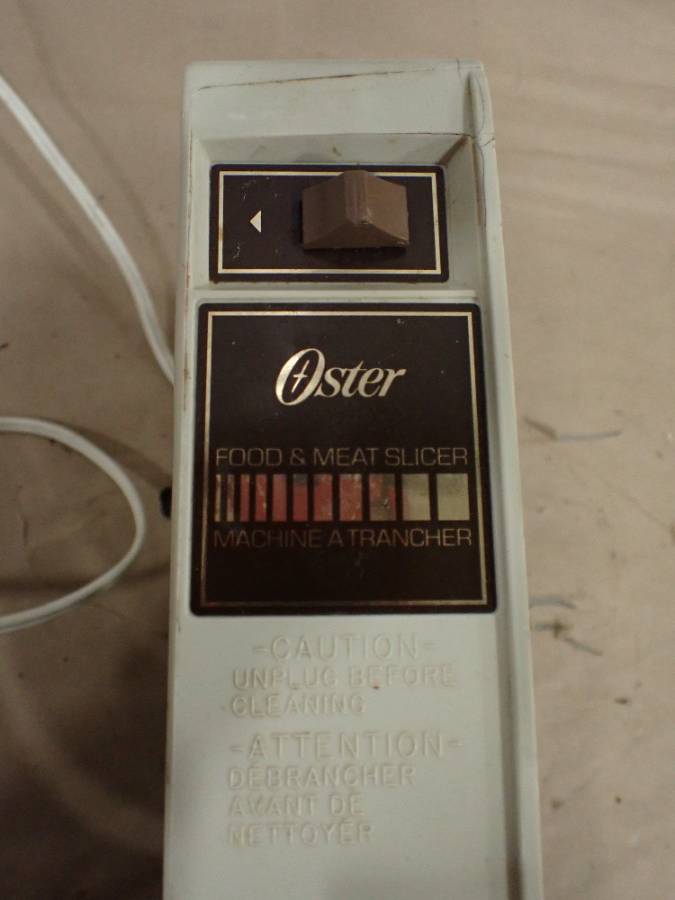 Oster
FOOD & MEAT SLICER
MACHINE A TRANCHER
-CAUTION-
UNPLUG BEFORE
CLEANING
-ATTENTION-
DÉBRANCHER
AVANT DE
NETTOYER